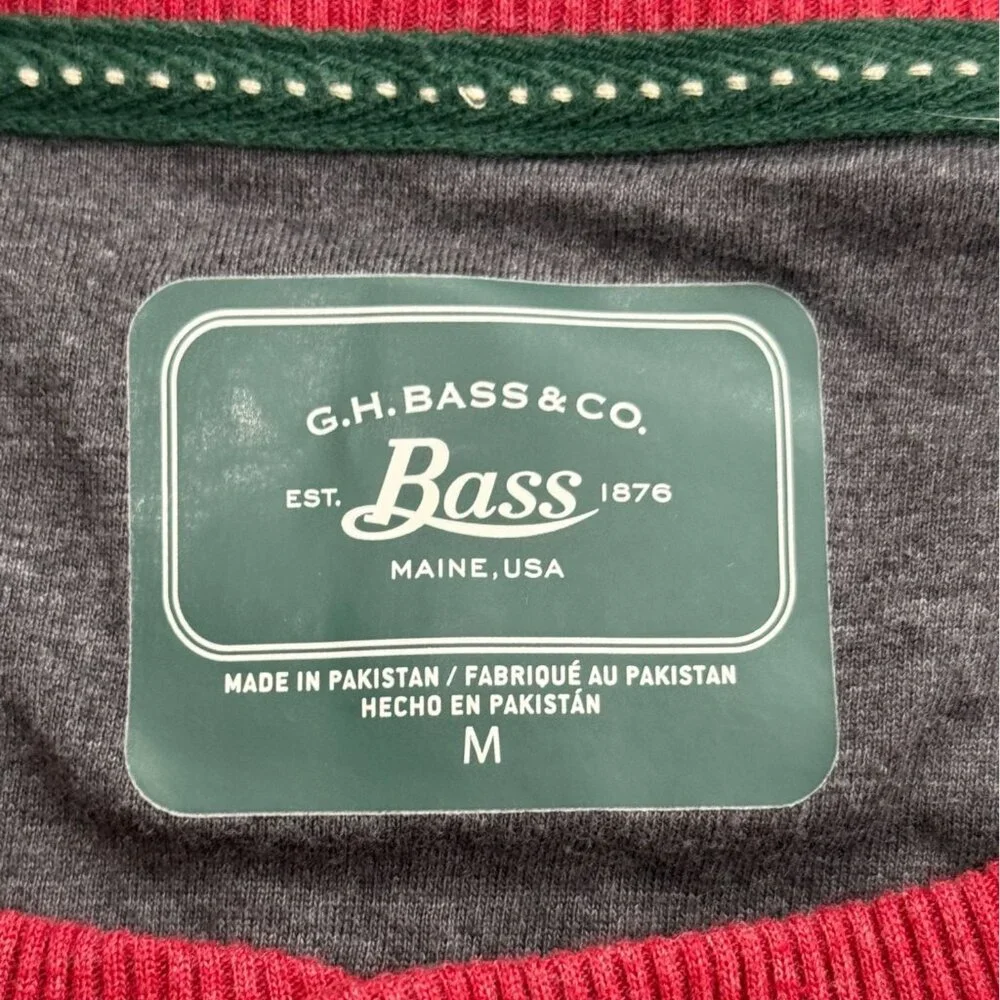 G.H. BASS & CO.
EST. Bass 1876
MAINE, USA
MADE IN PAKISTAN / FABRIQUÉ AU PAKISTAN
HECHO EN PAKISTÁN
M